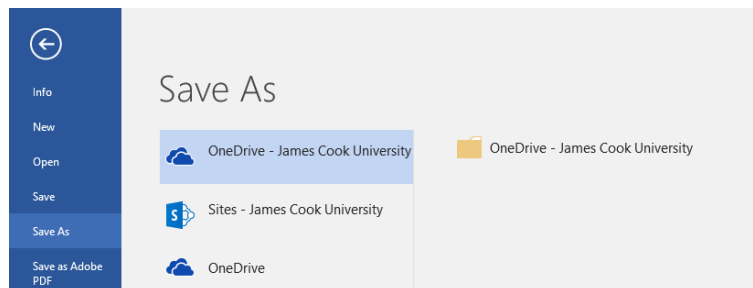 Info
New
Open
Save
Save As
Save as Adobe
PDF
Save As
OneDrive - James Cook University
Sites - James Cook University
OneDrive
OneDrive - James Cook University